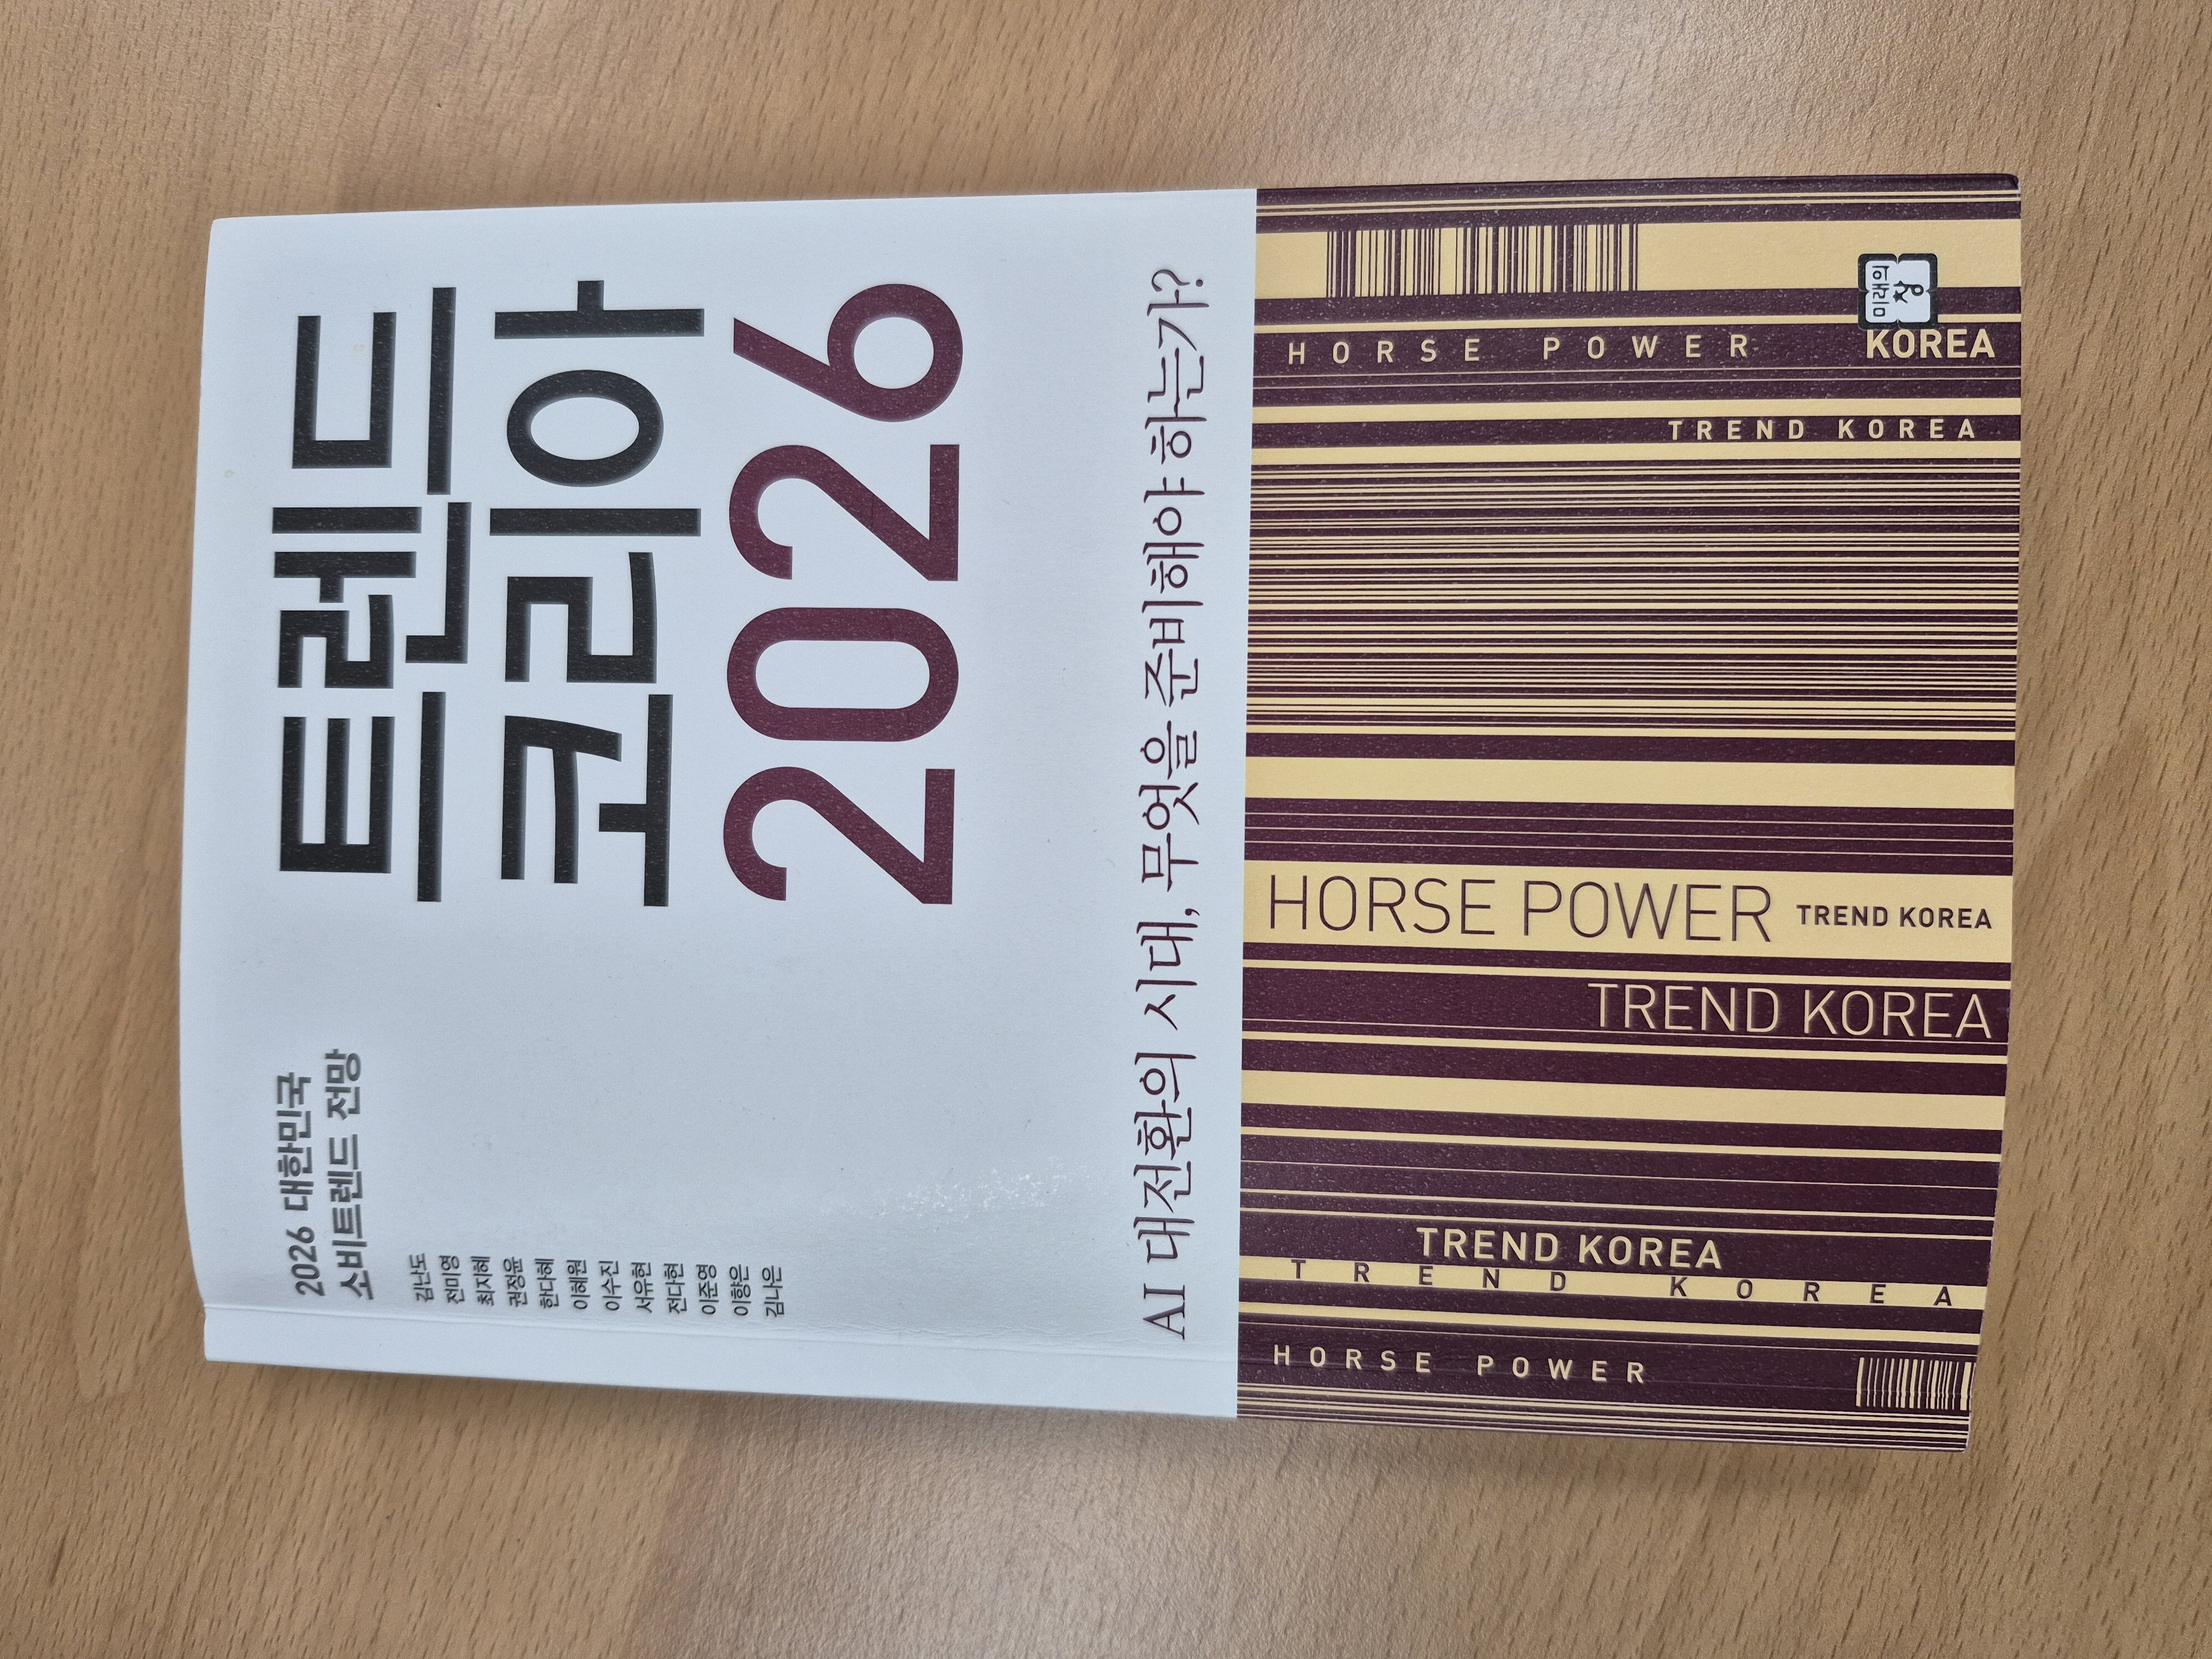 2026 대한민국
소비트렌드 전망
트렌드
코리아
2026
김난도
전미영
최지혜
권정윤
한다혜
이혜원
이수진
서유현
전다현
이준영
이향은
김나은
AI 대전환의 시대, 무엇을 준비해야 하는가?
HORSE POWER
TREND KOREA
TREND KOREA
HORSE POWER
TREND KOREA
TREND KOREA
TREND KOREA
HORSE POWER
KOREA
미래의
창